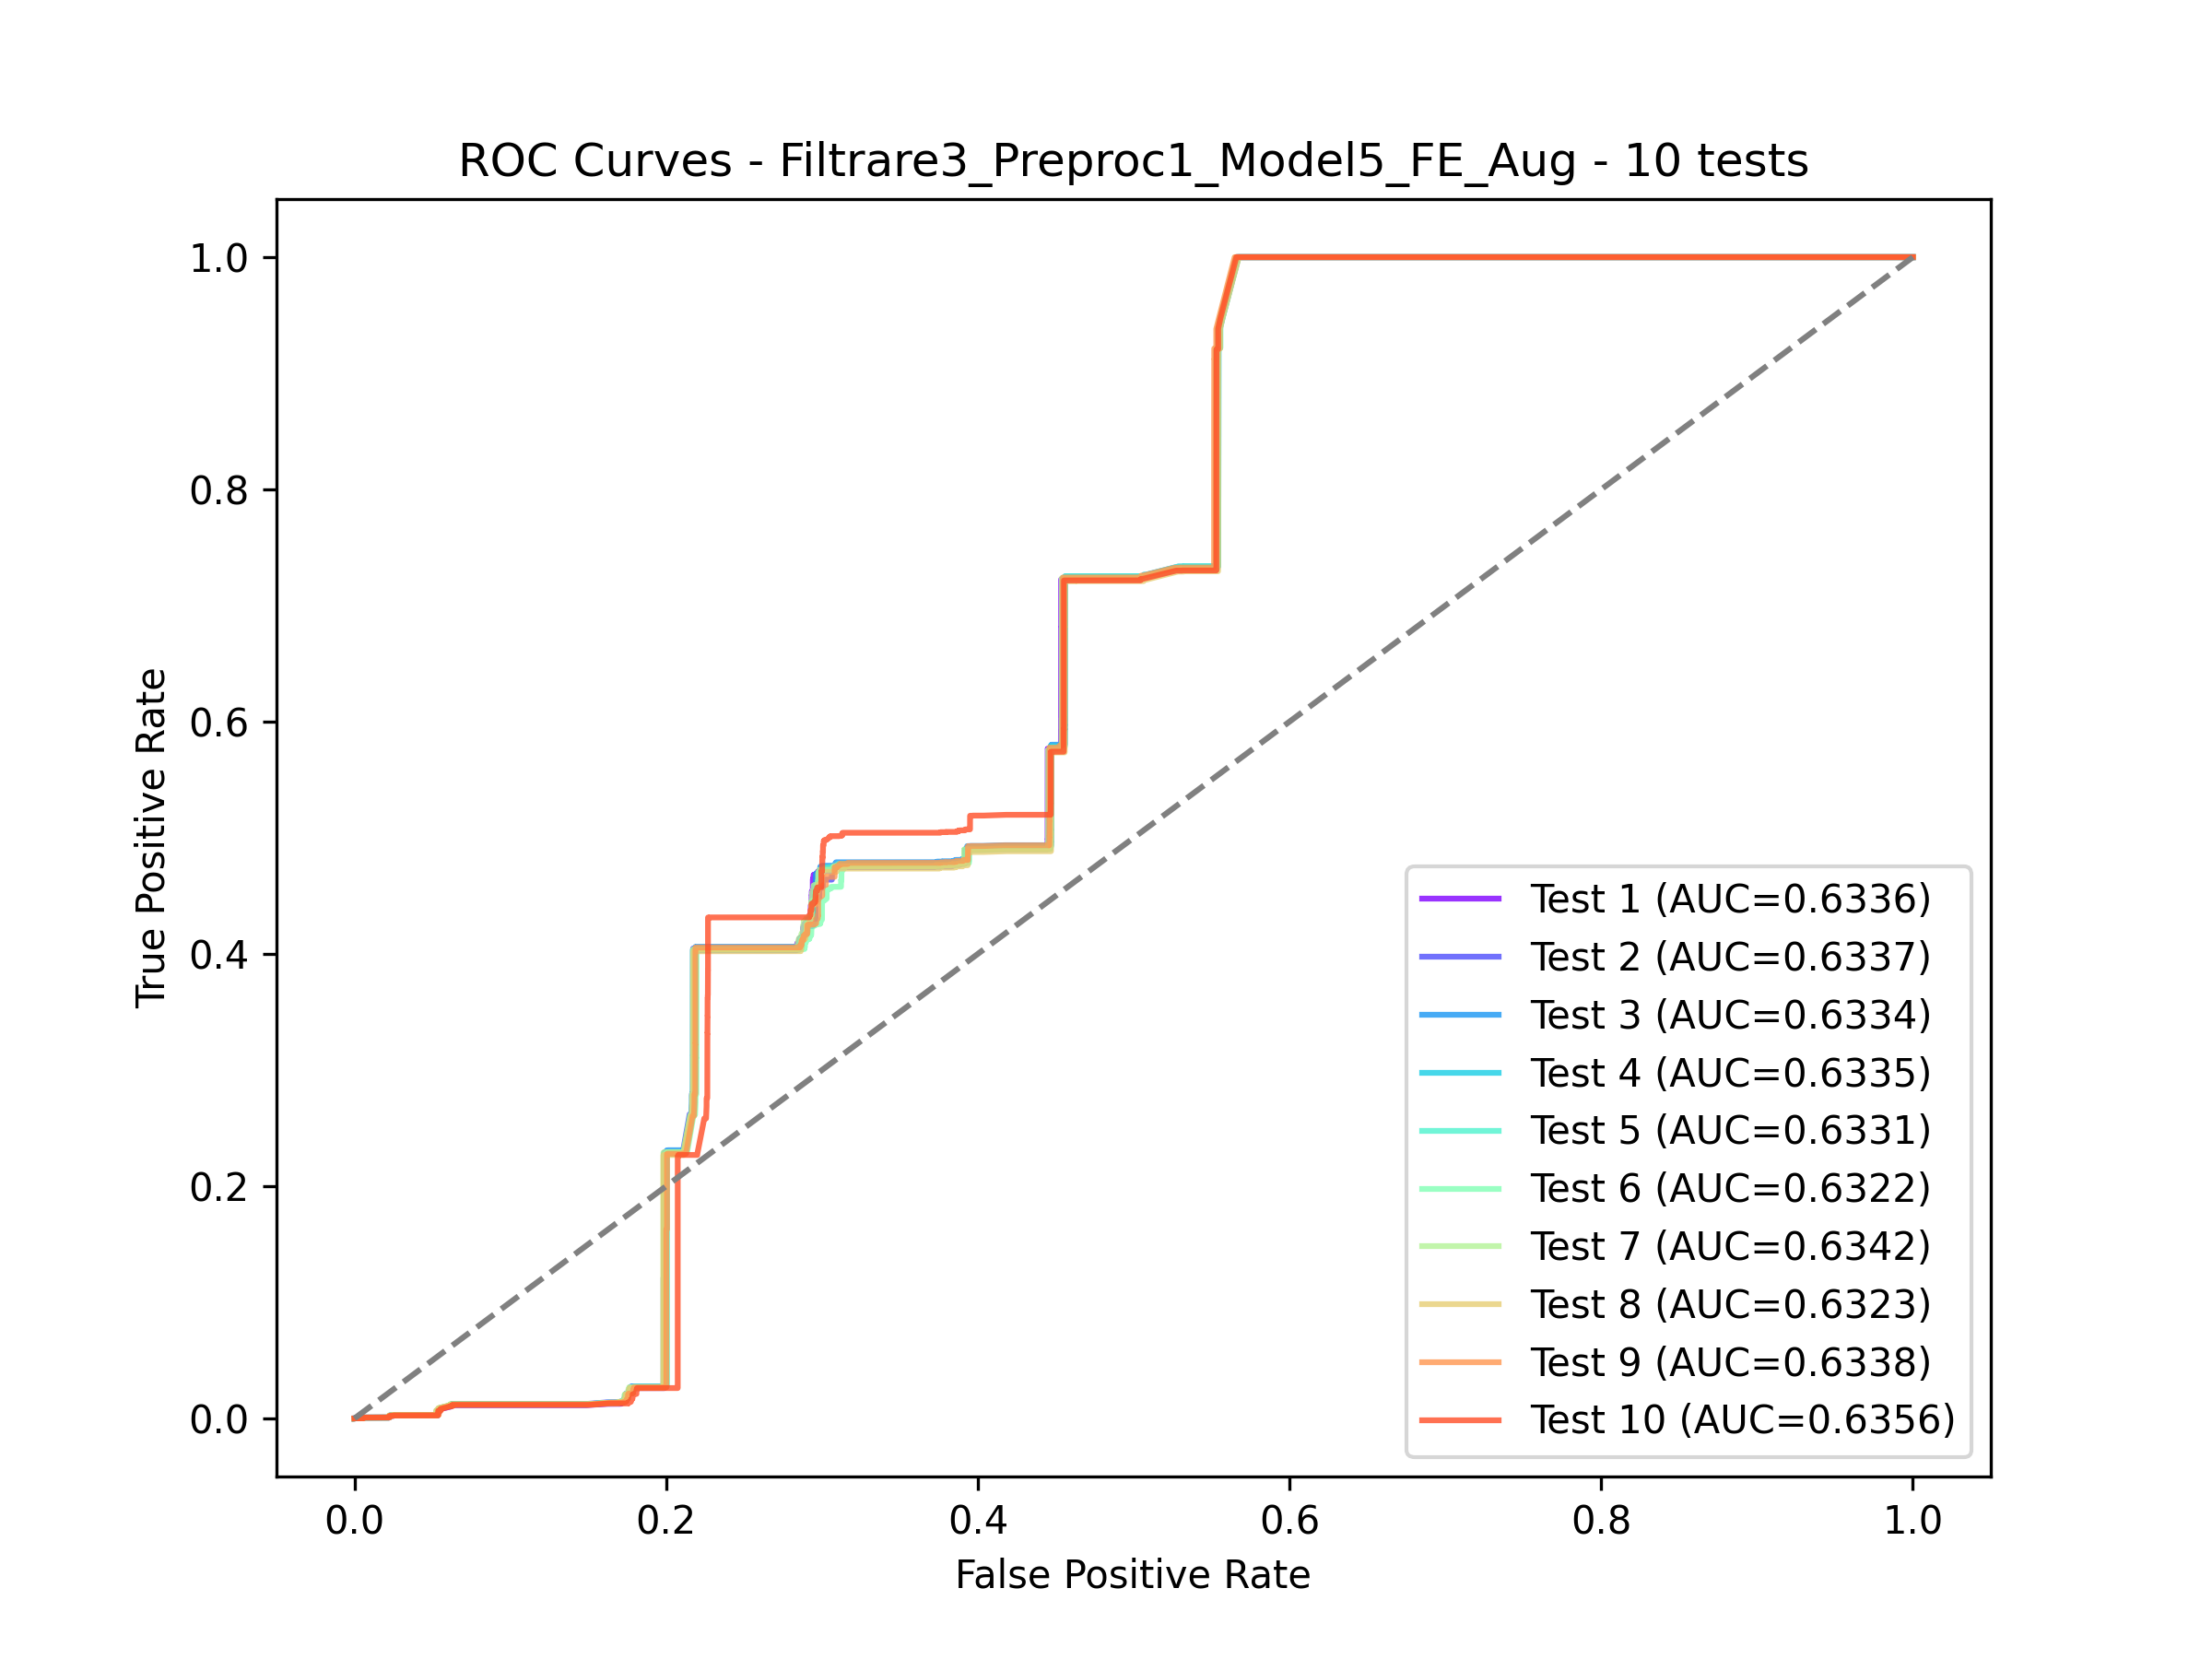 ROC Curves - Filtrare3_Preproc1_Model5_FE_Aug - 10 tests
True Positive Rate
1.0
0.8
0.6
0.4
0.2
0.0
0.0 0.2 0.4 0.6 0.8 1.0
False Positive Rate
Test 1 (AUC=0.6336)
Test 2 (AUC=0.6337)
Test 3 (AUC=0.6334)
Test 4 (AUC=0.6335)
Test 5 (AUC=0.6331)
Test 6 (AUC=0.6322)
Test 7 (AUC=0.6342)
Test 8 (AUC=0.6323)
Test 9 (AUC=0.6338)
Test 10 (AUC=0.6356)